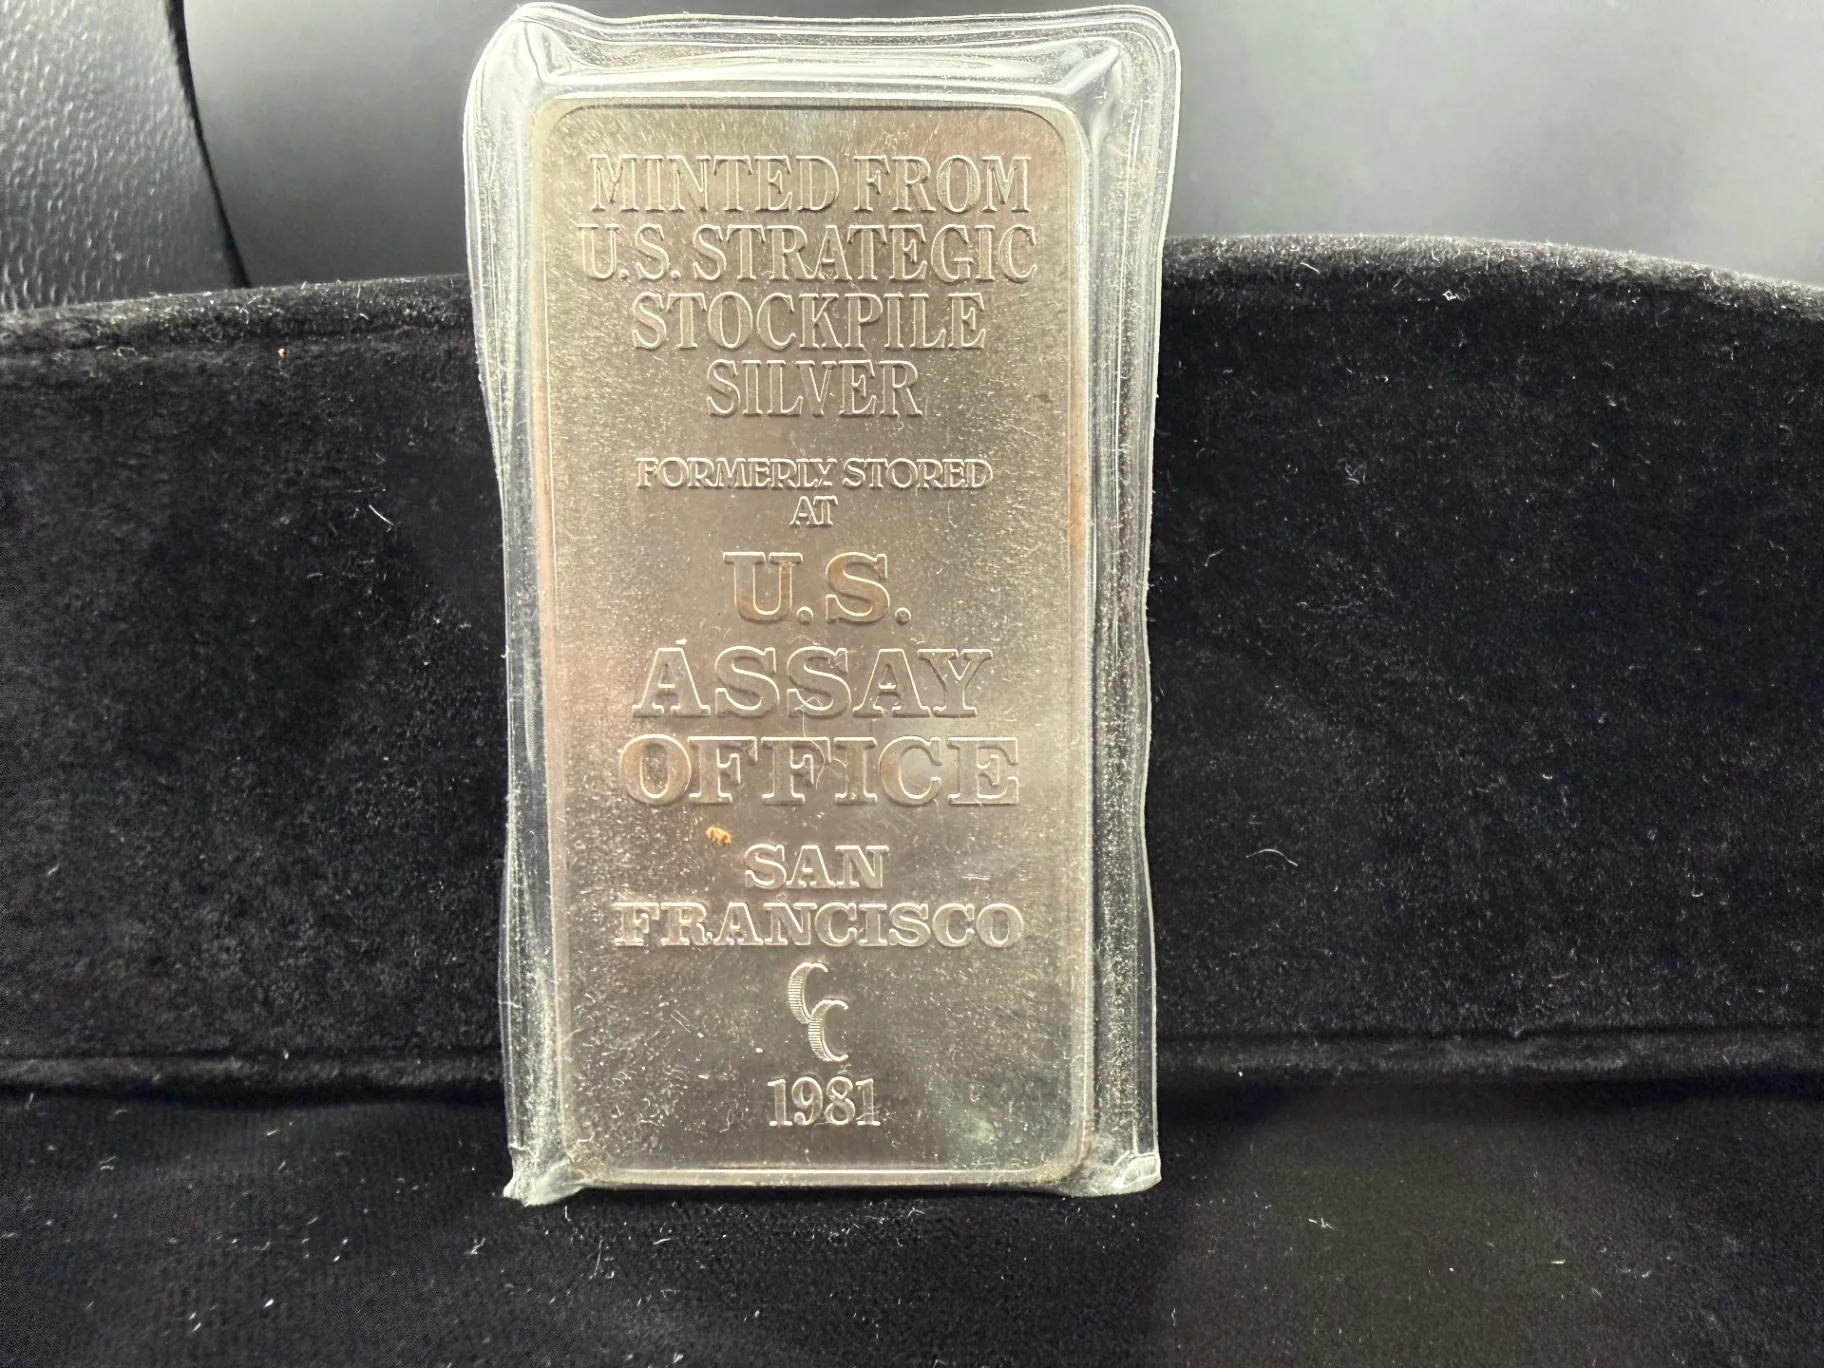 MINTED FROM
U.S. STRATEGIC
STOCKPILE
SILVER
FORMERLY STORED
AT
U.S.
ASSAY
OFFICE
SAN
FRANCISCO
CC
1981